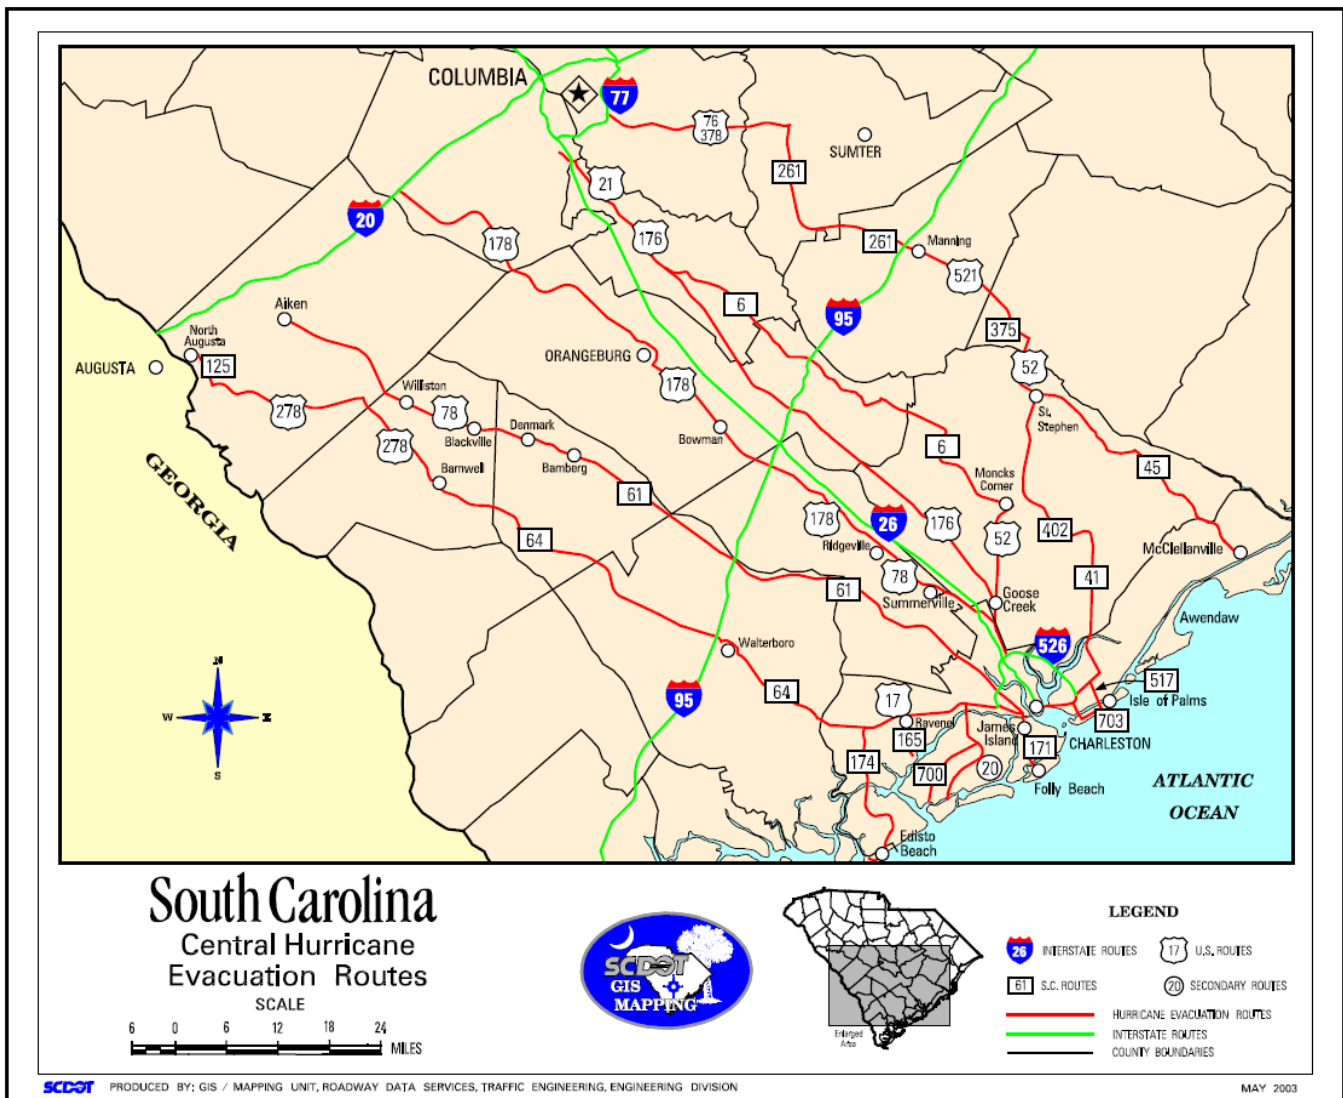 COLUMBIA
77
76
378
SUMTER
261
21
20
178
176
261
Manning
521
6
95
375
Aiken
North
Augusta
125
AUGUSTA
ORANGEBURG
178
52
St.
Stephen
278
Williston
78
Blackville
Denmark
Bowman
278
Barnwell
Bamberg
6
45
Moncks
Corner
GEORGIA
61
64
178
26
176
52
402
McClellanville
Ridgeville
78
Summerville
61
Goose
Creek
41
Awendaw
526
Walterboro
517
Isle of Palms
95
64
17
Ravenel
James
Island
703
165
171
CHARLESTON
174
700
20
Folly Beach
ATLANTIC
OCEAN
Edisto
Beach
N
W
E
S
South Carolina
Central Hurricane
Evacuation Routes
SCALE
6 0 6 12 18 24
MILES
SCDOT
GIS
MAPPING
Enlarged
Area
LEGEND
26 INTERSTATE ROUTES 17 U.S. ROUTES
61 S.C. ROUTES 20 SECONDARY ROUTES
HURRICANE EVACUATION ROUTES
INTERSTATE ROUTES
COUNTY BOUNDARIES
SCDOT PRODUCED BY: GIS / MAPPING UNIT, ROADWAY DATA SERVICES, TRAFFIC ENGINEERING, ENGINEERING DIVISION
MAY 2003